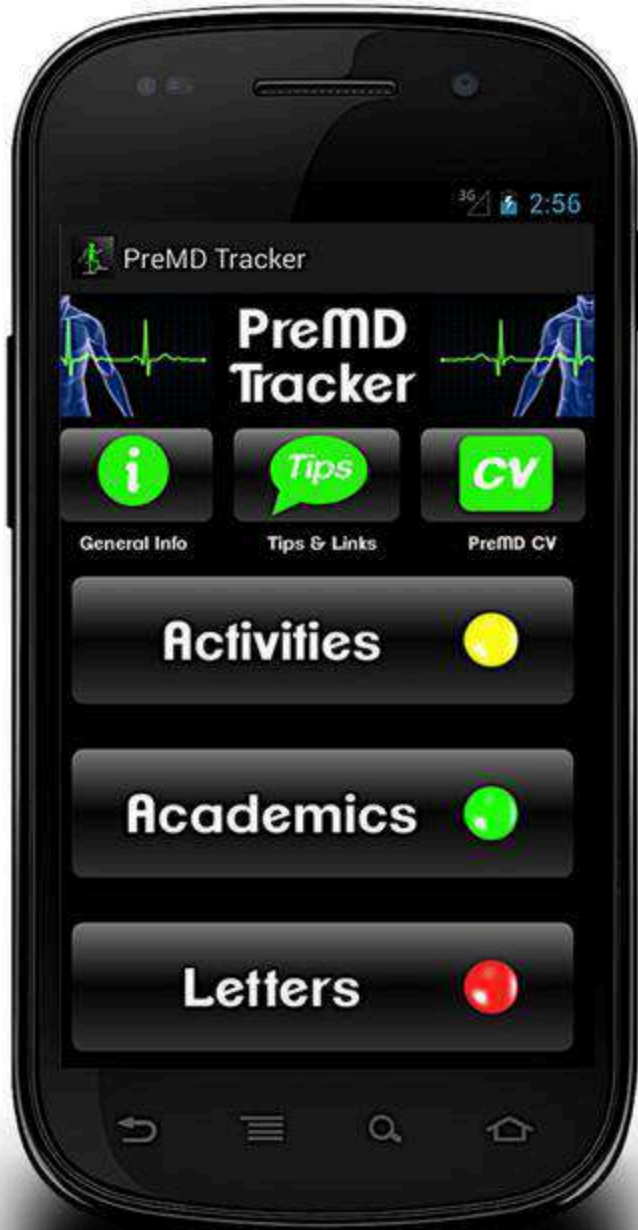 3G 2:56
PreMD Tracker
PreMD
Tracker
i Tips CV
General Info Tips & Links PreMD CV
Activities
Academics
Letters